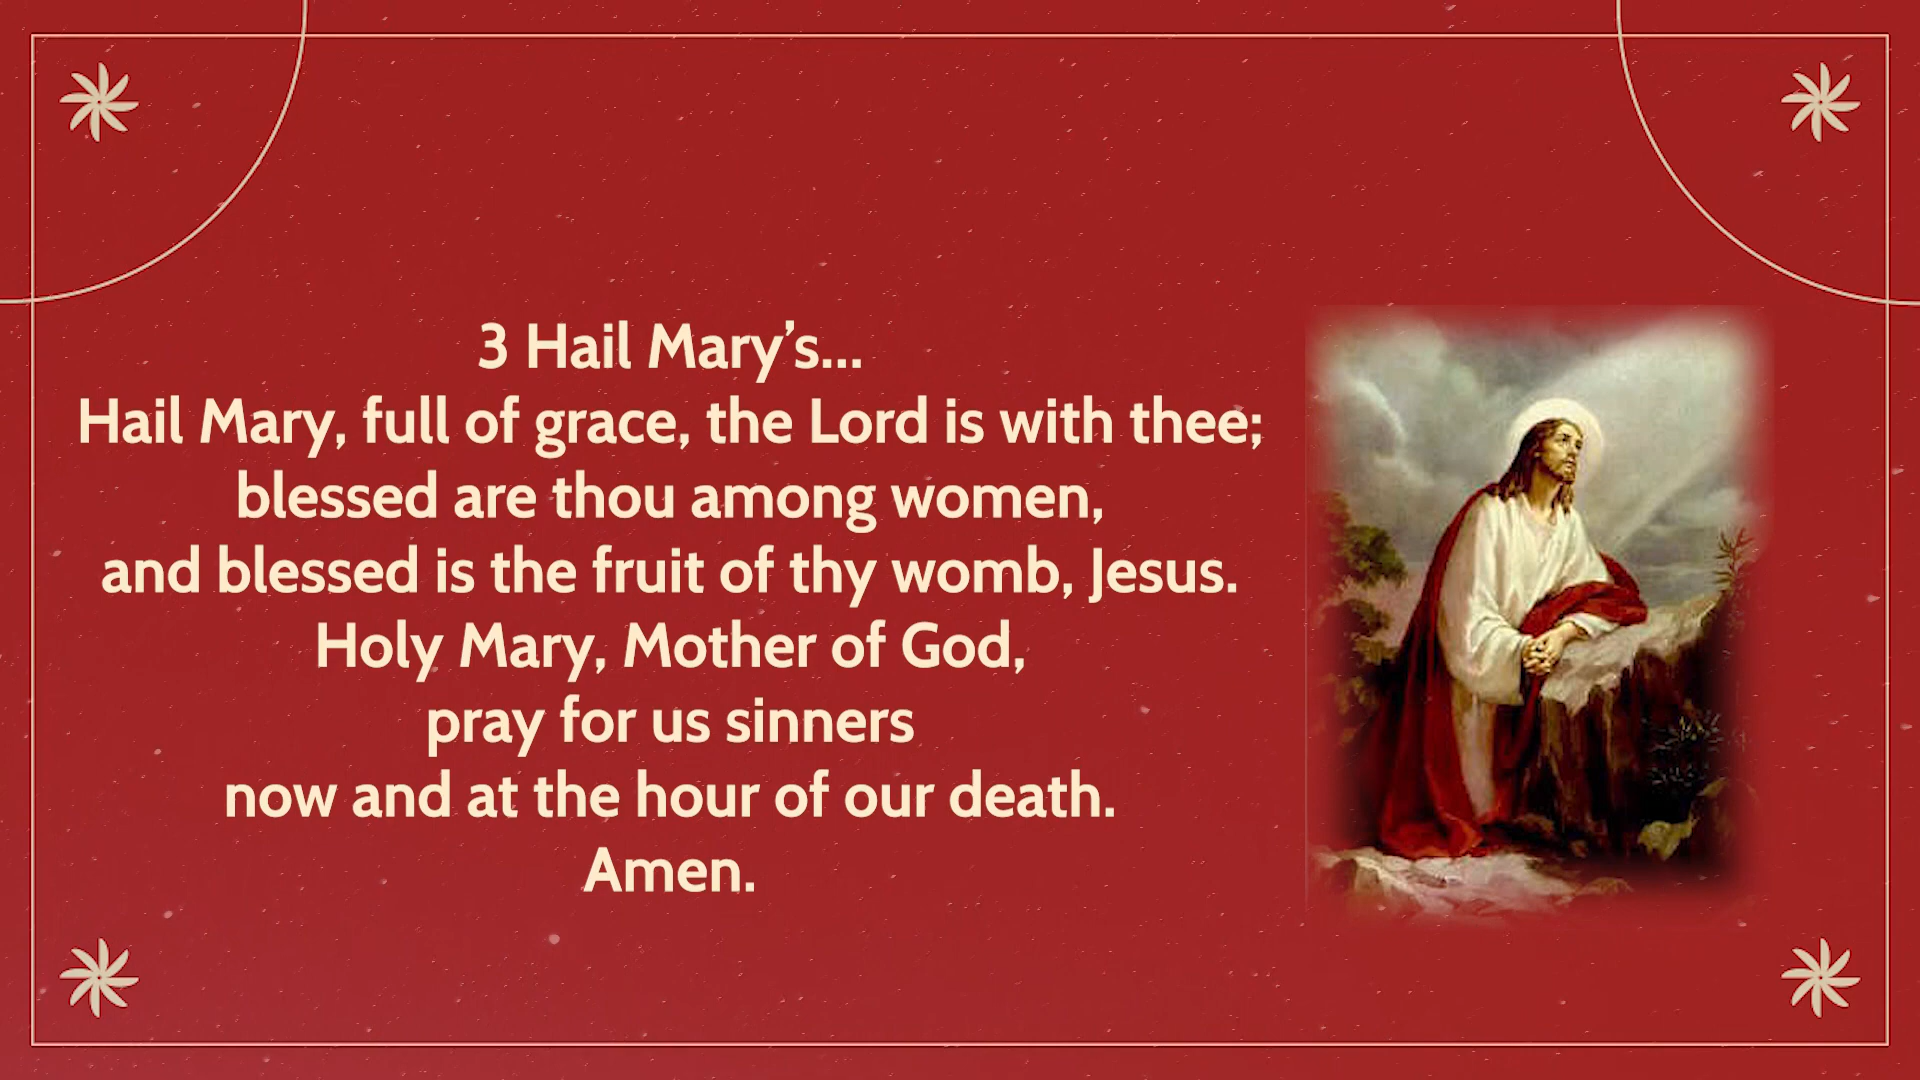 3 Hail Mary’s...
Hail Mary, full of grace, the Lord is with thee;
blessed are thou among women,
and blessed is the fruit of thy womb, Jesus.
Holy Mary, Mother of God,
pray for us sinners
now and at the hour of our death.
Amen.